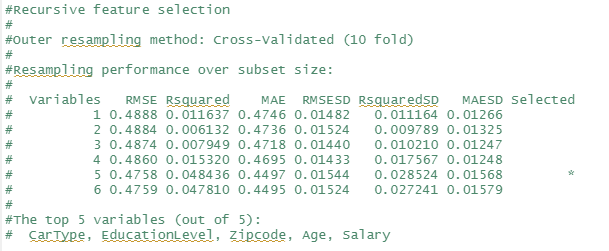 #Recursive feature selection
#
#Outer resampling method: Cross-Validated (10 fold)
#
#Resampling performance over subset size:
#
#  Variables   RMSE Rsquared    MAE  RMSESD RsquaredSD   MAESD Selected
#          1 0.4888 0.011637 0.4746 0.01482   0.011164 0.01266
#          2 0.4884 0.006132 0.4736 0.01524   0.009789 0.01325
#          3 0.4874 0.007949 0.4718 0.01440   0.010210 0.01247
#          4 0.4860 0.015320 0.4695 0.01433   0.017567 0.01248
#          5 0.4758 0.048436 0.4497 0.01544   0.028524 0.01568        *
#          6 0.4759 0.047810 0.4495 0.01524   0.027241 0.01579
#
#The top 5 variables (out of 5):
#  CarType, EducationLevel, Zipcode, Age, Salary